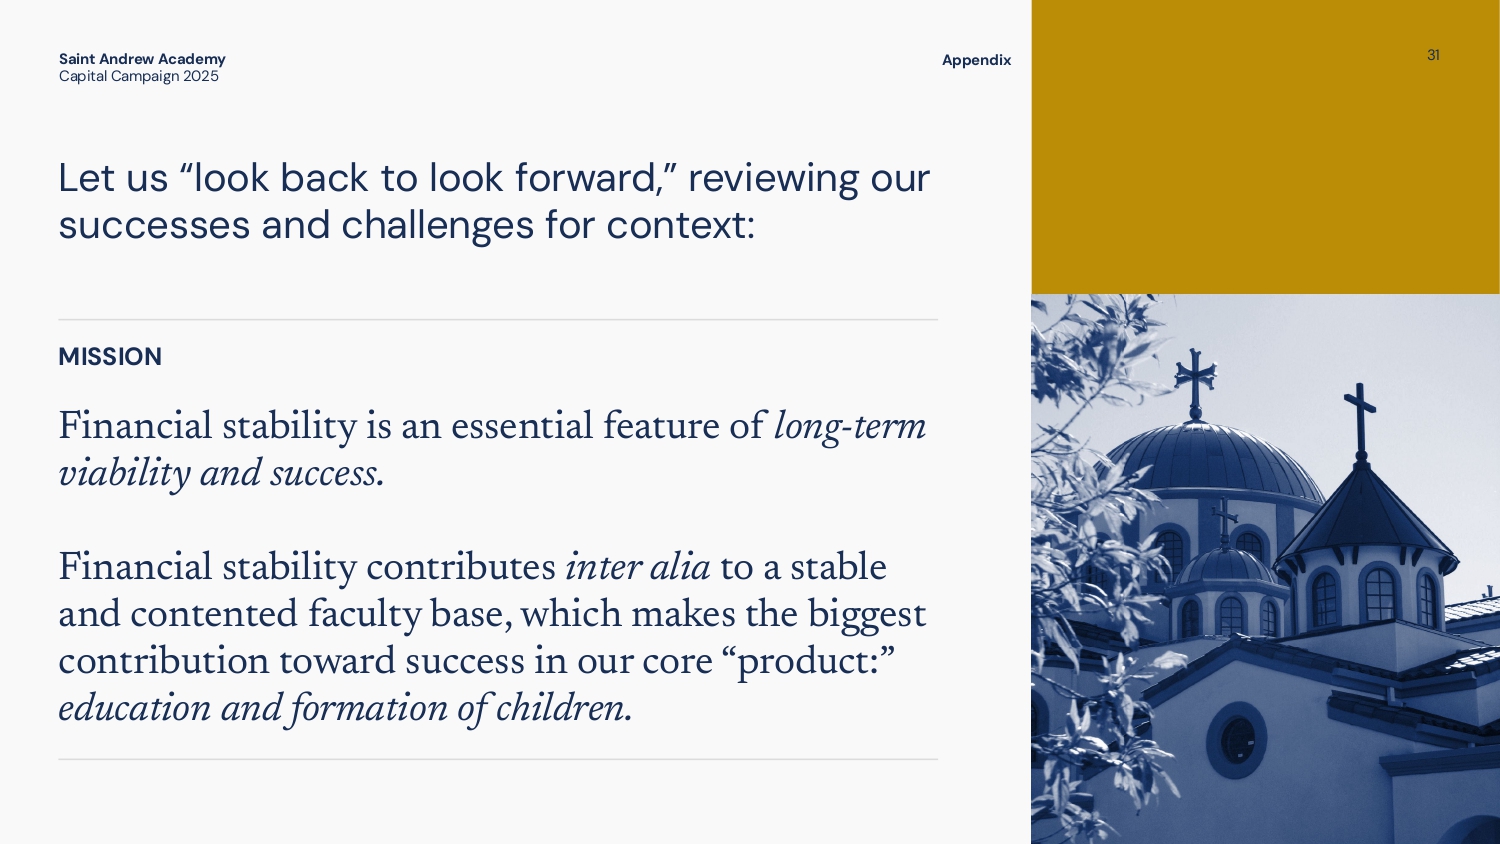 Saint Andrew Academy
Capital Campaign 2025
Appendix
31
Let us “look back to look forward,” reviewing our
successes and challenges for context:
MISSION
Financial stability is an essential feature of long-term
viability and success.
Financial stability contributes inter alia to a stable
and contented faculty base, which makes the biggest
contribution toward success in our core “product:”
education and formation of children.